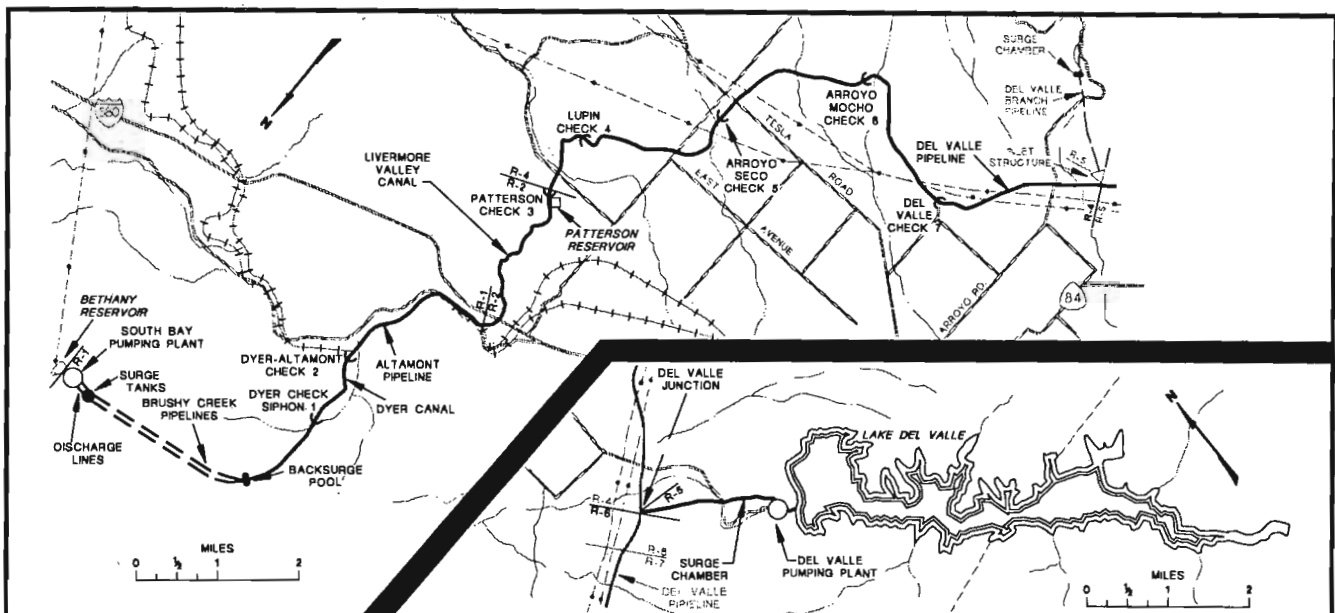 580
N
SURGE
CHAMBER
DEL VALLE
BRANCH
PIPELINE
LUPIN
CHECK 4
ARROYO
MOCHO
CHECK 6
LIVERMORE
VALLEY
CANAL
R-4
R-2
PATTERSON
CHECK 3
PATTERSON
RESERVOIR
EAST
AVENUE
ARROYO
SECO
CHECK 5
TESLA
ROAD
DEL VALLE
PIPELINE
STRUCTURE
R-5
DEL
VALLE
CHECK 7
ARROYO RD.
84
R-1
R-2
BETHANY
RESERVOIR
R-1
SOUTH BAY
PUMPING PLANT
SURGE
TANKS
BRUSHY CREEK
PIPELINES
OISCHARGE
LINES
DYER-ALTAMONT
CHECK 2
ALTAMONT
PIPELINE
DYER CHECK
SIPHON 1
DYER CANAL
BACKSURGE
POOL
MILES
0 ½ 1 2
DEL VALLE
JUNCTION
LAKE DEL VALLE
N
R-5
R-4
R-6
R-6
R-7
SURGE
CHAMBER
DEL VALLE
PIPELINE
DEL VALLE
PUMPING PLANT
MILES
0 ½ 1 2